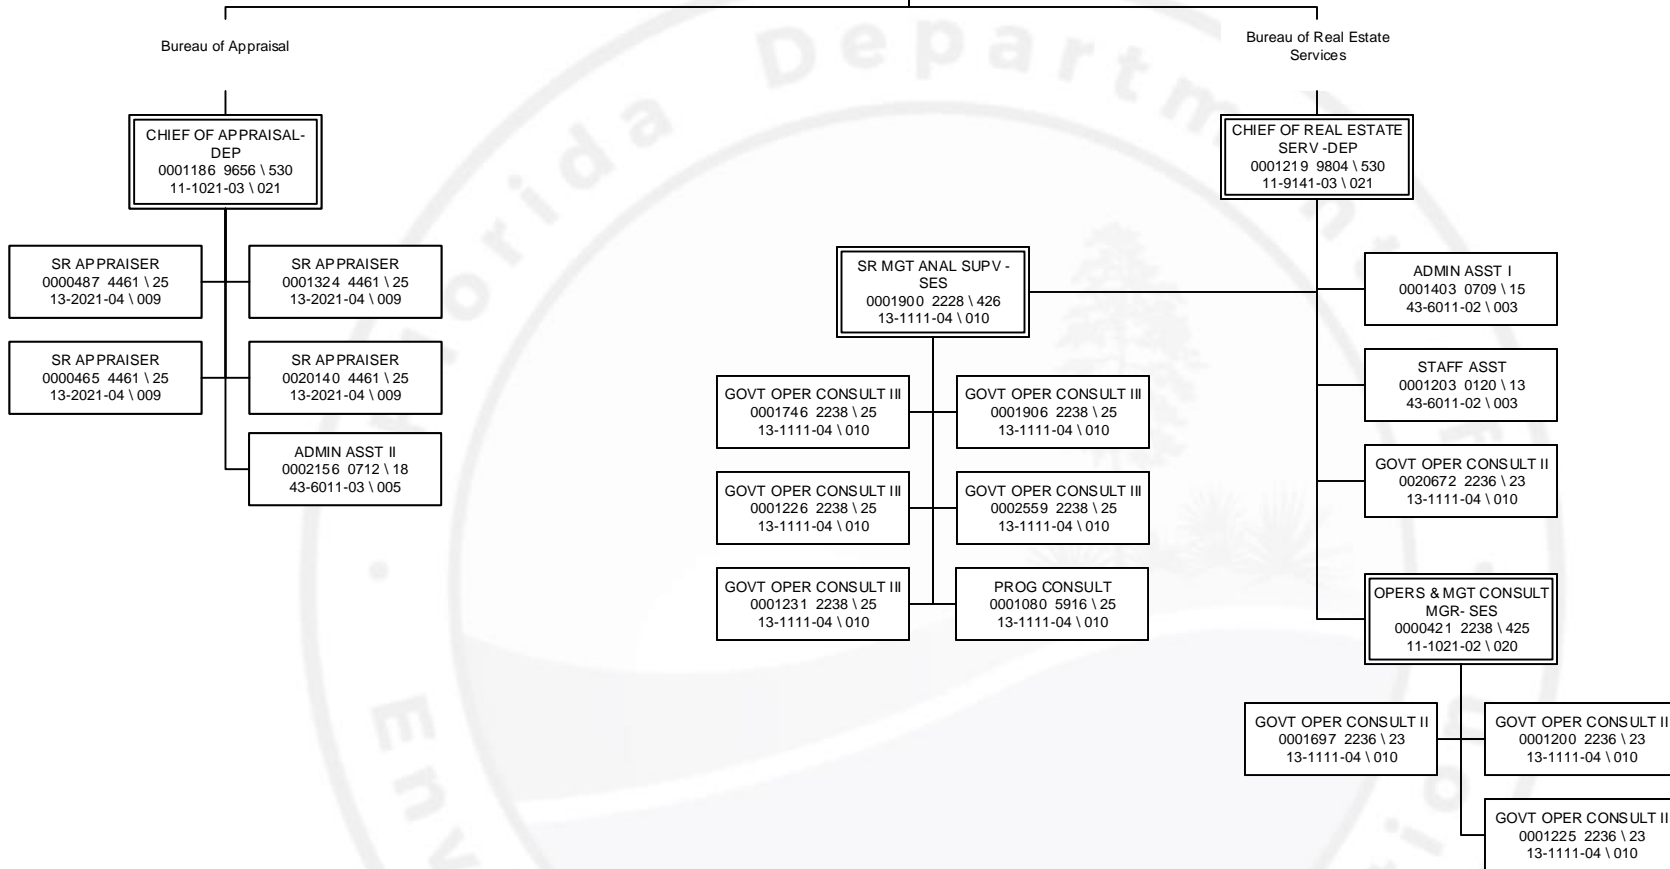 Bureau of Appraisal
CHIEF OF APPRAISAL-
DEP
0001186 9656 \ 530
11-1021-03 \ 021
SR APPRAISER
0000487 4461 \ 25
13-2021-04 \ 009
SR APPRAISER
0001324 4461 \ 25
13-2021-04 \ 009
SR APPRAISER
0000465 4461 \ 25
13-2021-04 \ 009
SR APPRAISER
0020140 4461 \ 25
13-2021-04 \ 009
ADMIN ASST II
0002156 0712 \ 18
43-6011-03 \ 005
Bureau of Real Estate
Services
CHIEF OF REAL ESTATE
SERV -DEP
0001219 9804 \ 530
11-9141-03 \ 021
SR MGT ANAL SUPV -
SES
0001900 2228 \ 426
13-1111-04 \ 010
GOVT OPER CONSULT III
0001746 2238 \ 25
13-1111-04 \ 010
GOVT OPER CONSULT III
0001906 2238 \ 25
13-1111-04 \ 010
GOVT OPER CONSULT III
0001226 2238 \ 25
13-1111-04 \ 010
GOVT OPER CONSULT III
0002559 2238 \ 25
13-1111-04 \ 010
GOVT OPER CONSULT III
0001231 2238 \ 25
13-1111-04 \ 010
PROG CONSULT
0001080 5916 \ 25
13-1111-04 \ 010
ADMIN ASST I
0001403 0709 \ 15
43-6011-02 \ 003
STAFF ASST
0001203 0120 \ 13
43-6011-02 \ 003
GOVT OPER CONSULT II
0020672 2236 \ 23
13-1111-04 \ 010
OPERS & MGT CONSULT
MGR- SES
0000421 2238 \ 425
11-1021-02 \ 020
GOVT OPER CONSULT II
0001697 2236 \ 23
13-1111-04 \ 010
GOVT OPER CONSULT II
0001200 2236 \ 23
13-1111-04 \ 010
GOVT OPER CONSULT II
0001225 2236 \ 23
13-1111-04 \ 010
Florida Department of